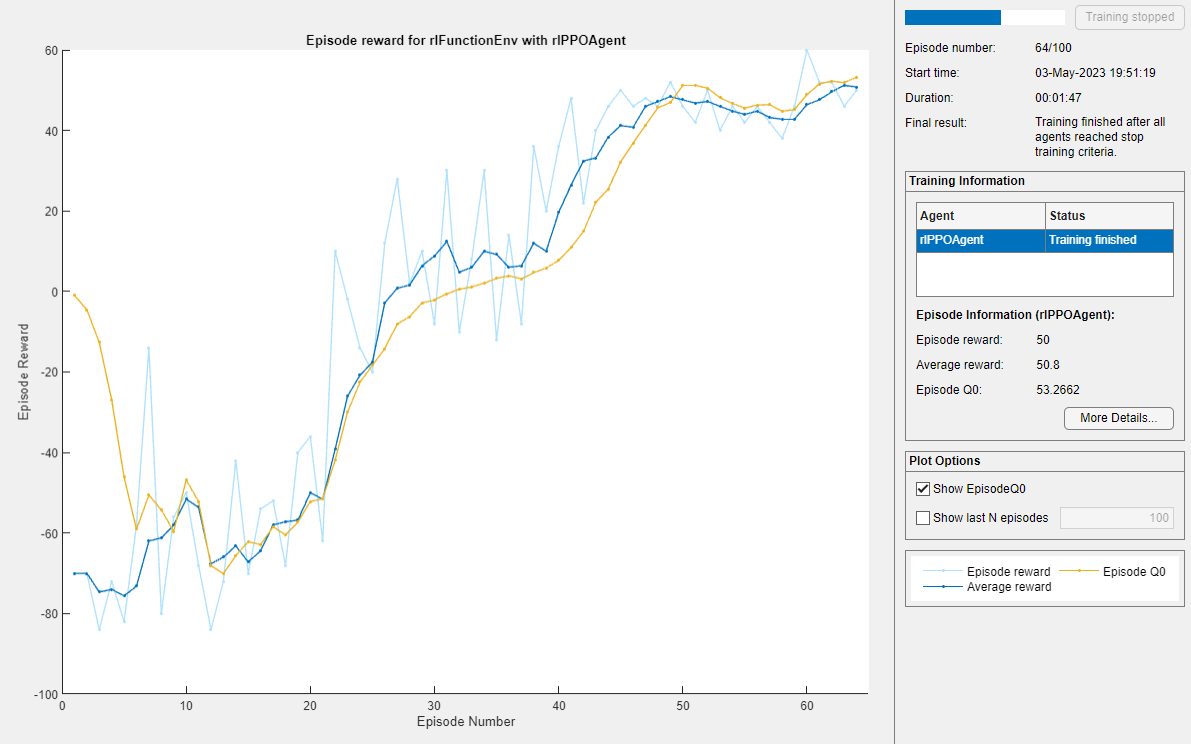 Episode reward for rlFunctionEnv with rlPPOAgent
60
40
20
0
-20
-40
-60
-80
-100
Episode Reward
0 10 20 30 40 50 60
Episode Number
Training stopped
Episode number: 64/100
Start time: 03-May-2023 19:51:19
Duration: 00:01:47
Final result: Training finished after all
agents reached stop
training criteria.
Training Information
Agent Status
rlPPOAgent Training finished
Episode Information (rlPPOAgent):
Episode reward: 50
Average reward: 50.8
Episode Q0: 53.2662
More Details...
Plot Options
Show EpisodeQ0
Show last N episodes 100
Episode reward Episode Q0
Average reward